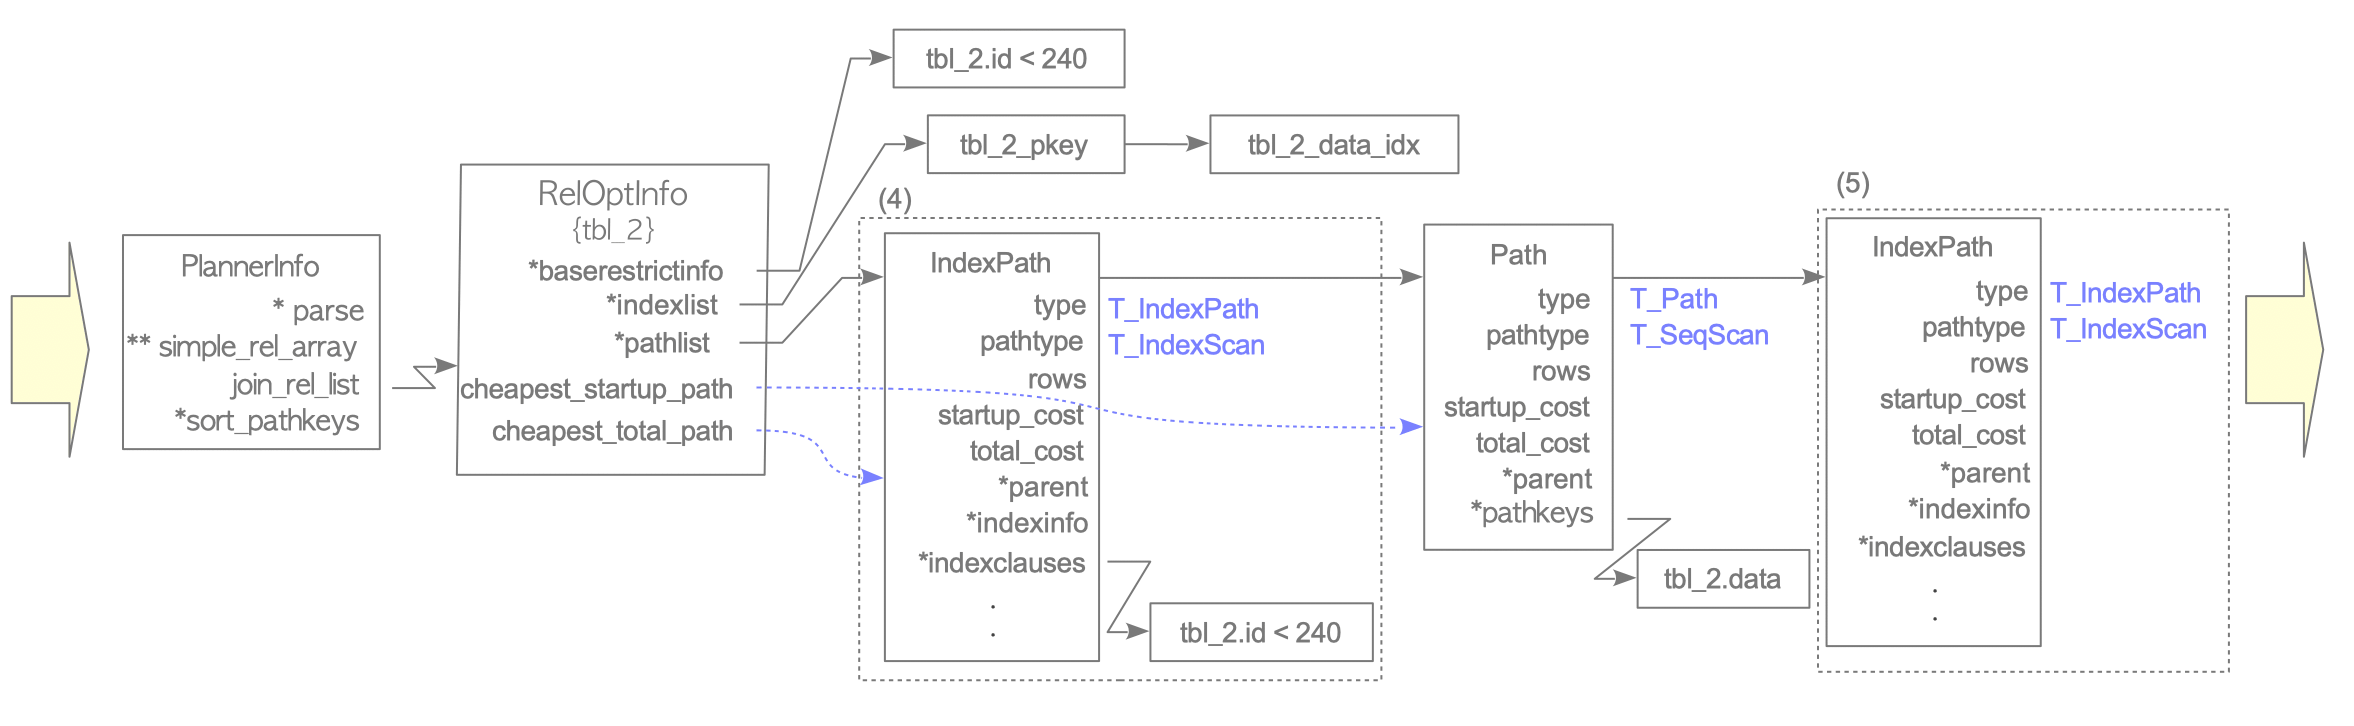 tbl_2.id < 240
tbl_2_pkey
tbl_2_data_idx
PlannerInfo
* parse
** simple_rel_array
join_rel_list
*sort_pathkeys
RelOptInfo
{tbl_2}
*baserestrictinfo
*indexlist
*pathlist
cheapest_startup_path
cheapest_total_path
(4)
IndexPath
type T_IndexPath
pathtype T_IndexScan
rows
startup_cost
total_cost
*parent
*indexinfo
*indexclauses
.
.
tbl_2.id < 240
Path
type T_Path
pathtype T_SeqScan
rows
startup_cost
total_cost
*parent
*pathkeys
tbl_2.data
(5)
IndexPath
type T_IndexPath
pathtype T_IndexScan
rows
startup_cost
total_cost
*parent
*indexinfo
*indexclauses
.
.